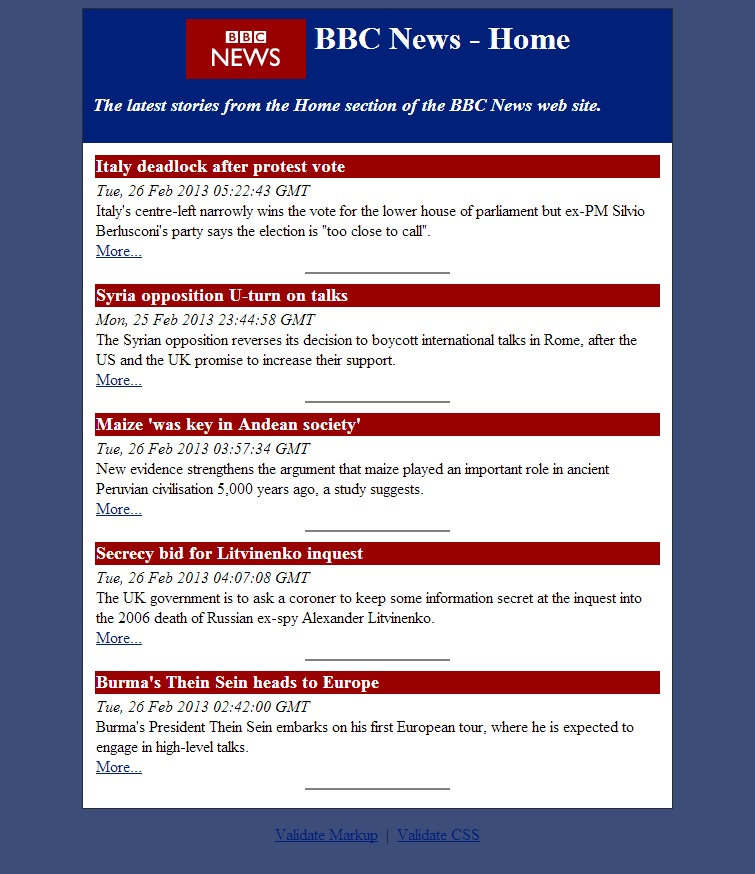 BBC
NEWS
BBC News - Home
The latest stories from the Home section of the BBC News web site.
Italy deadlock after protest vote
Tue, 26 Feb 2013 05:22:43 GMT
Italy's centre-left narrowly wins the vote for the lower house of parliament but ex-PM Silvio
Berlusconi's party says the election is "too close to call".
More...
Syria opposition U-turn on talks
Mon, 25 Feb 2013 23:44:58 GMT
The Syrian opposition reverses its decision to boycott international talks in Rome, after the
US and the UK promise to increase their support.
More...
Maize 'was key in Andean society'
Tue, 26 Feb 2013 03:57:34 GMT
New evidence strengthens the argument that maize played an important role in ancient
Peruvian civilisation 5,000 years ago, a study suggests.
More...
Secrecy bid for Litvinenko inquest
Tue, 26 Feb 2013 04:07:08 GMT
The UK government is to ask a coroner to keep some information secret at the inquest into
the 2006 death of Russian ex-spy Alexander Litvinenko.
More...
Burma's Thein Sein heads to Europe
Tue, 26 Feb 2013 02:42:00 GMT
Burma's President Thein Sein embarks on his first European tour, where he is expected to
engage in high-level talks.
More...
Validate Markup | Validate CSS